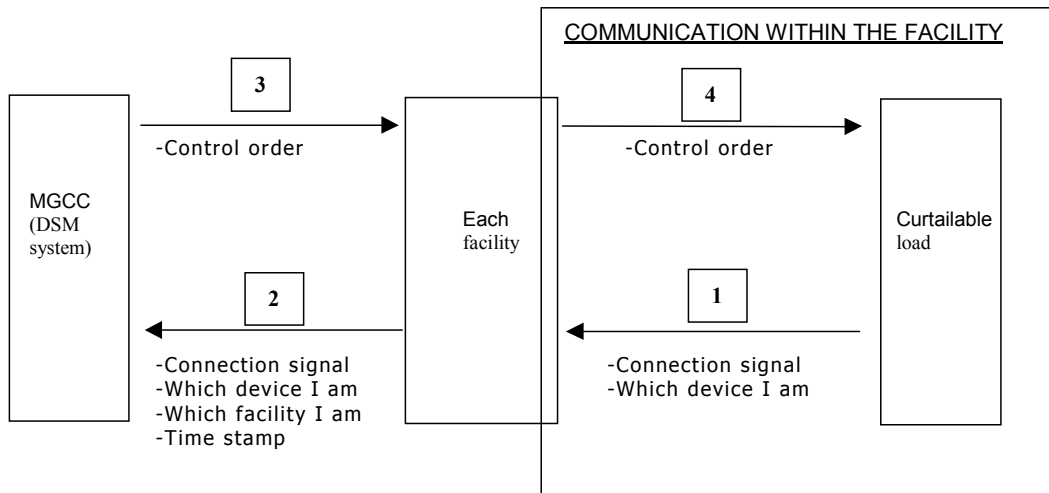 COMMUNICATION WITHIN THE FACILITY
3
-Control order
4
-Control order
MGCC
(DSM
system)
Each
facility
Curtailable
load
2
-Connection signal
-Which device I am
-Which facility I am
-Time stamp
1
-Connection signal
-Which device I am